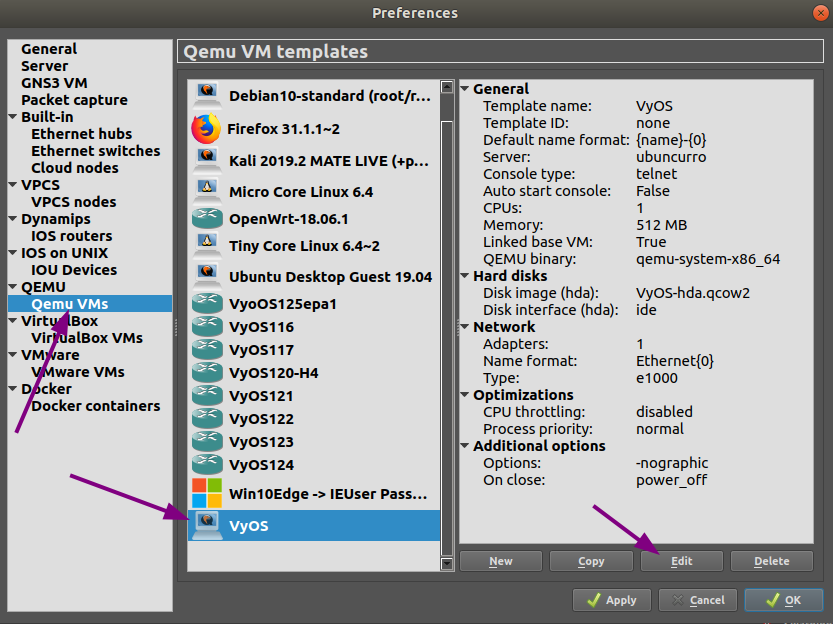 Preferences
General
Server
GNS3 VM
Packet capture
Built-in
Ethernet hubs
Ethernet switches
Cloud nodes
VPCS
VPCS nodes
Dynamips
IOS routers
IOS on UNIX
IOU Devices
QEMU
Qemu VMs
VirtualBox
VirtualBox VMs
VMware
VMware VMs
Docker
Docker containers
Qemu VM templates
Debian10-standard (root/r...
Firefox 31.1.1~2
Kali 2019.2 MATE LIVE (+p...
Micro Core Linux 6.4
OpenWrt-18.06.1
Tiny Core Linux 6.4~2
Ubuntu Desktop Guest 19.04
VyoOS125epa1
VyOS116
VyOS117
VyOS120-H4
VyOS121
VyOS122
VyOS123
VyOS124
Win10Edge -> IEUser Pass...
VyOS
General
Template name: VyOS
Template ID: none
Default name format: {name}-{0}
Server: ubuncurro
Console type: telnet
Auto start console: False
CPUs: 1
Memory: 512 MB
Linked base VM: True
QEMU binary: qemu-system-x86_64
Hard disks
Disk image (hda): VyOS-hda.qcow2
Disk interface (hda): ide
Network
Adapters: 1
Name format: Ethernet{0}
Type: e1000
Optimizations
CPU throttling: disabled
Process priority: normal
Additional options
Options: -nographic
On close: power_off
New Copy Edit Delete
Apply Cancel OK